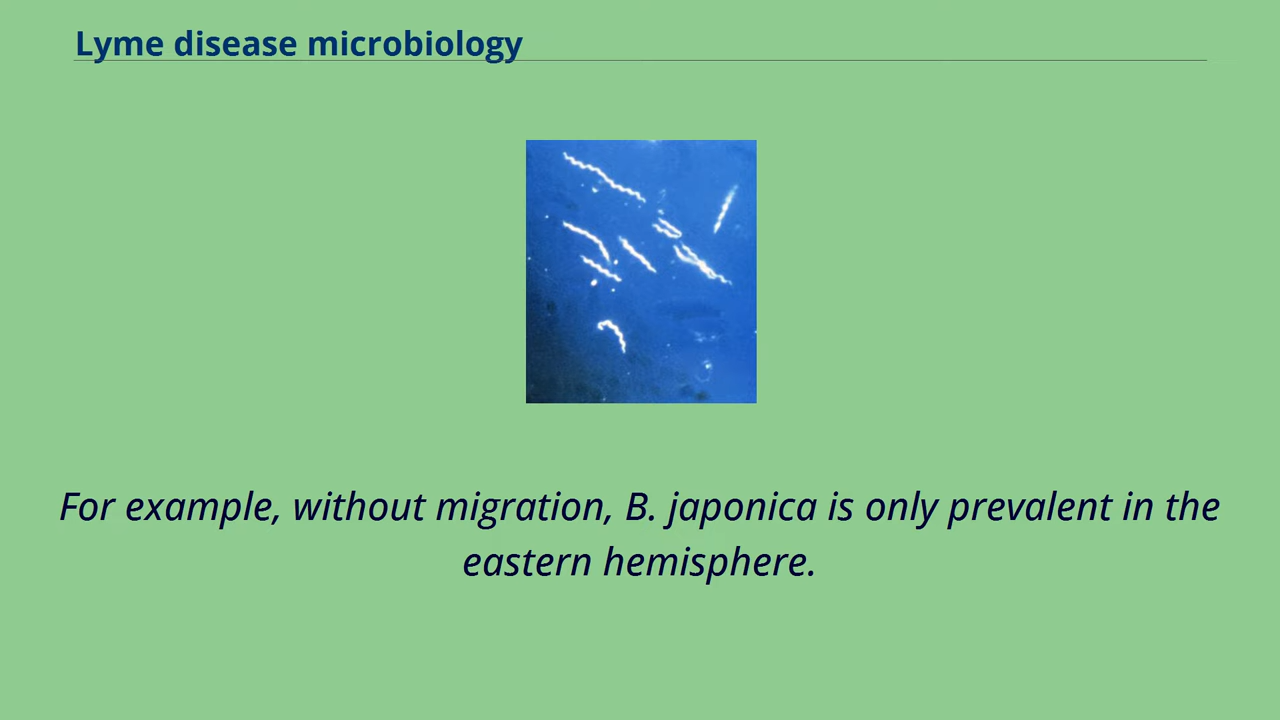 Lyme disease microbiology
For example, without migration, B. japonica is only prevalent in the
eastern hemisphere.